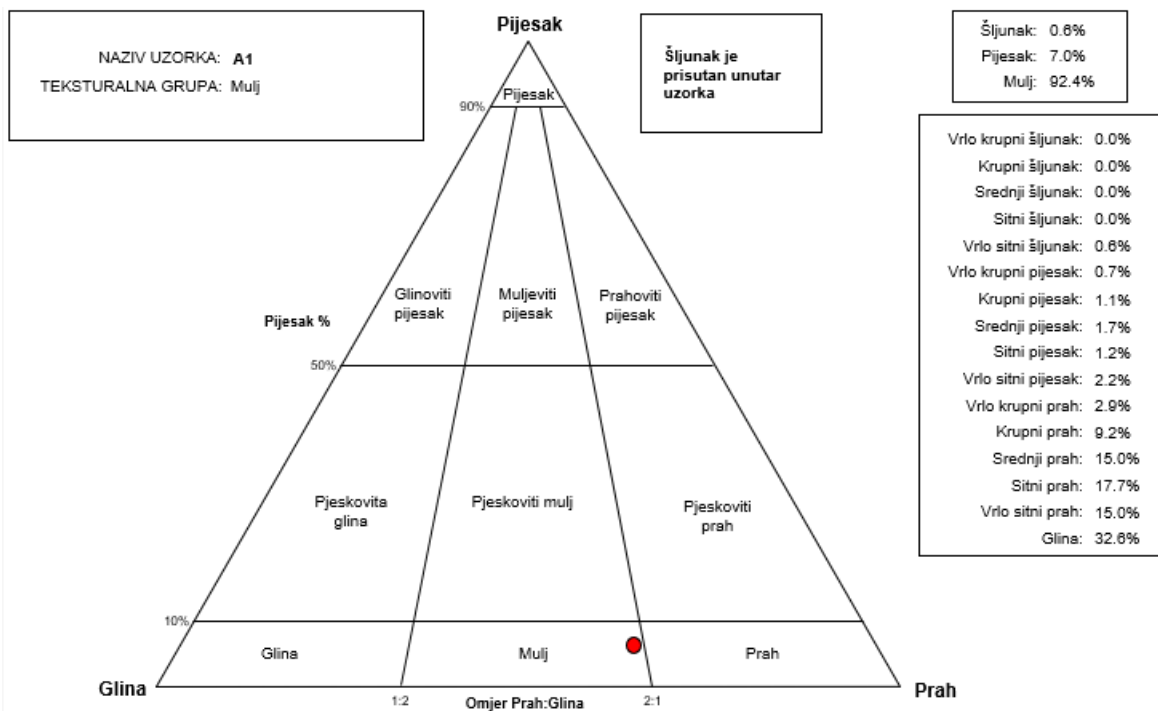 NAZIV UZORKA: A1
TEKSTURALNA GRUPA: Mulj
Pijesak
Šljunak je
prisutan unutar
uzorka
Šljunak: 0.6%
Pijesak: 7.0%
Mulj: 92.4%
Vrlo krupni šljunak: 0.0%
Krupni šljunak: 0.0%
Srednji šljunak: 0.0%
Sitni šljunak: 0.0%
Vrlo sitni šljunak: 0.6%
Vrlo krupni pijesak: 0.7%
Krupni pijesak: 1.1%
Srednji pijesak: 1.7%
Sitni pijesak: 1.2%
Vrlo sitni pijesak: 2.2%
Vrlo krupni prah: 2.9%
Krupni prah: 9.2%
Srednji prah: 15.0%
Sitni prah: 17.7%
Vrlo sitni prah: 15.0%
Glina: 32.6%
Pijesak
90%
Glinoviti
pijesak
Muljeviti
pijesak
Prahoviti
pijesak
Pijesak %
50%
Pjeskovita
glina
Pjeskoviti mulj
Pjeskoviti
prah
10%
Glina
Mulj
Prah
Glina
1:2
Omjer Prah:Glina
2:1
Prah